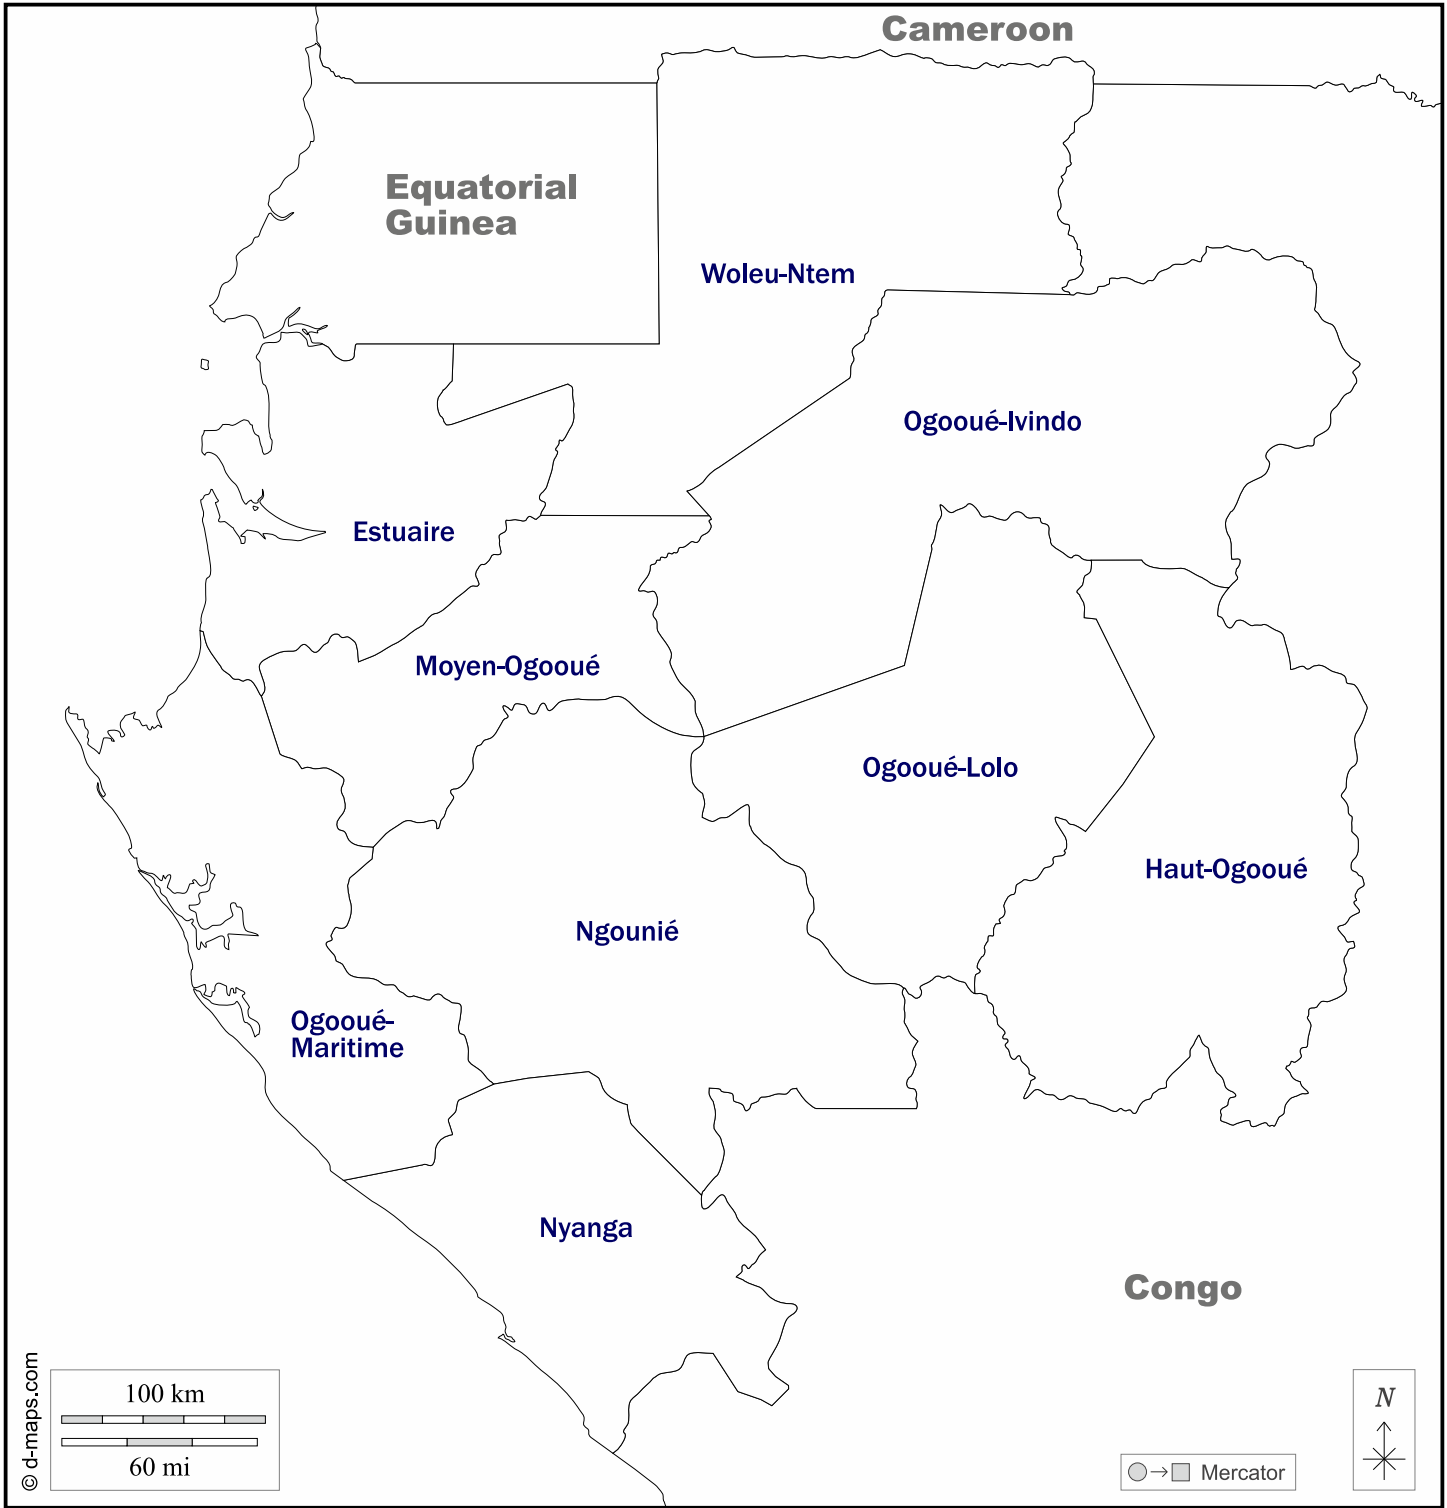 Cameroon
Equatorial
Guinea
Woleu-Ntem
Ogooué-Ivindo
Estuaire
Moyen-Ogooué
Ogooué-Lolo
Haut-Ogooué
Ngounié
Ogooué-
Maritime
Nyanga
Congo
© d-maps.com
100 km
60 mi
Mercator
N